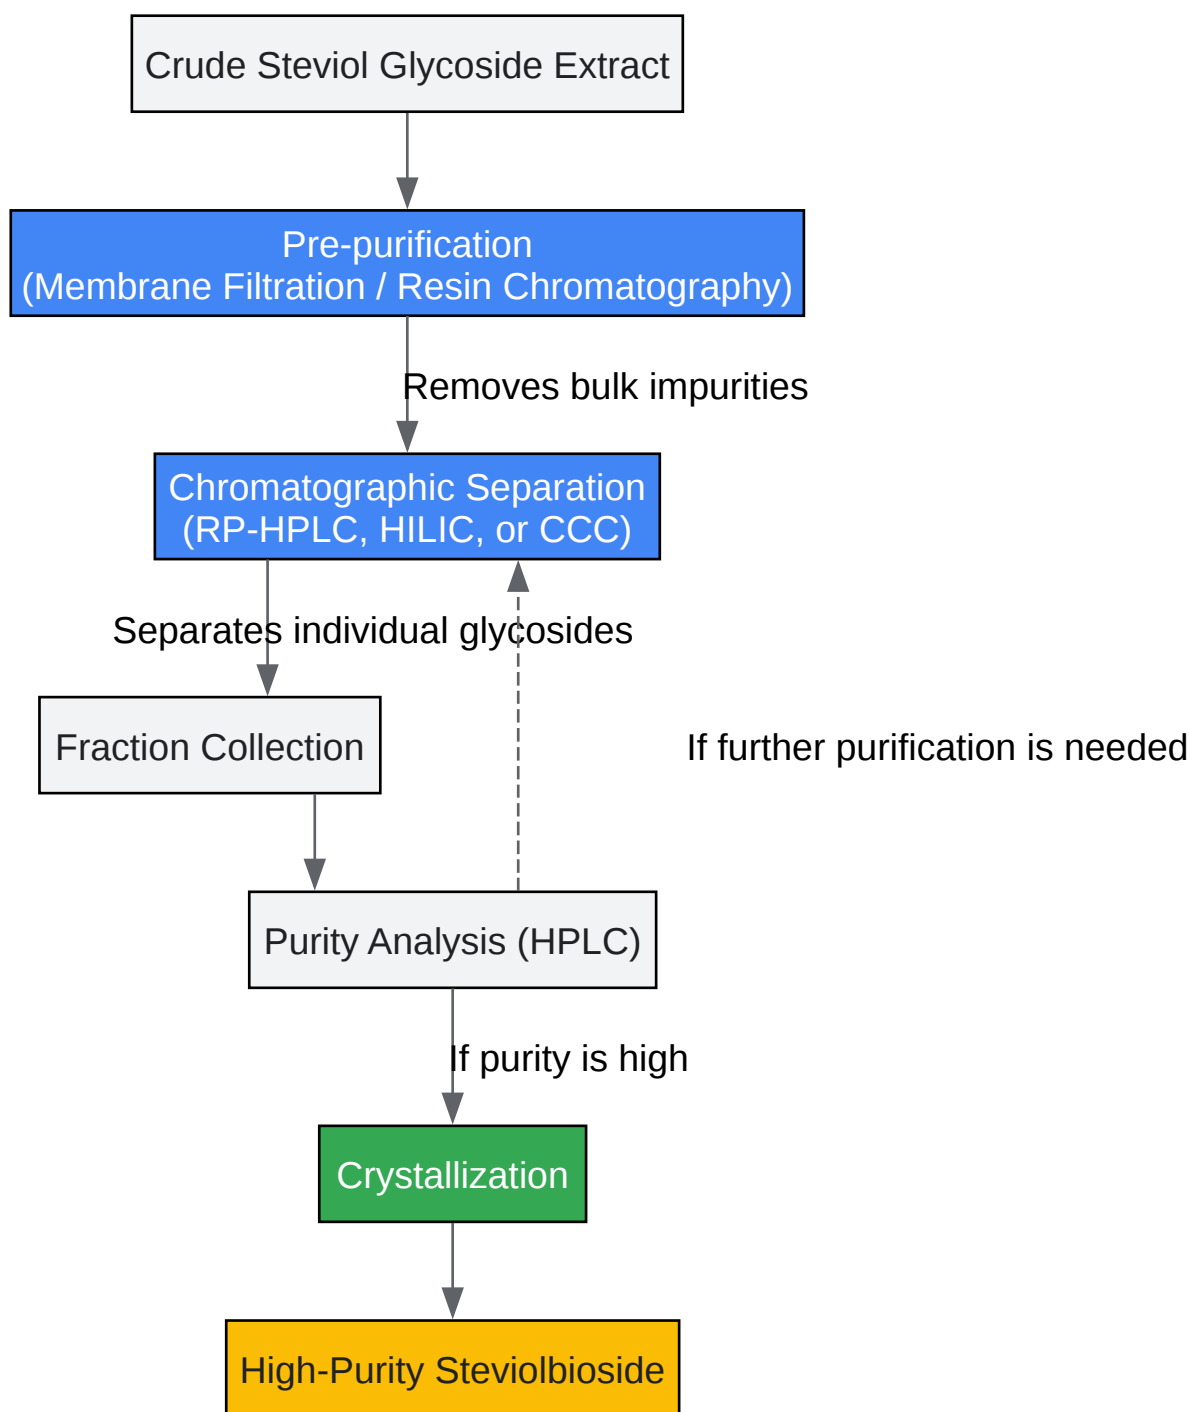 Crude Steviol Glycoside Extract
Pre-purification
(Membrane Filtration / Resin Chromatography)
Removes bulk impurities
Chromatographic Separation
(RP-HPLC, HILIC, or CCC)
Separates individual glycosides
Fraction Collection
If further purification is needed
Purity Analysis (HPLC)
If purity is high
Crystallization
High-Purity Steviolbioside